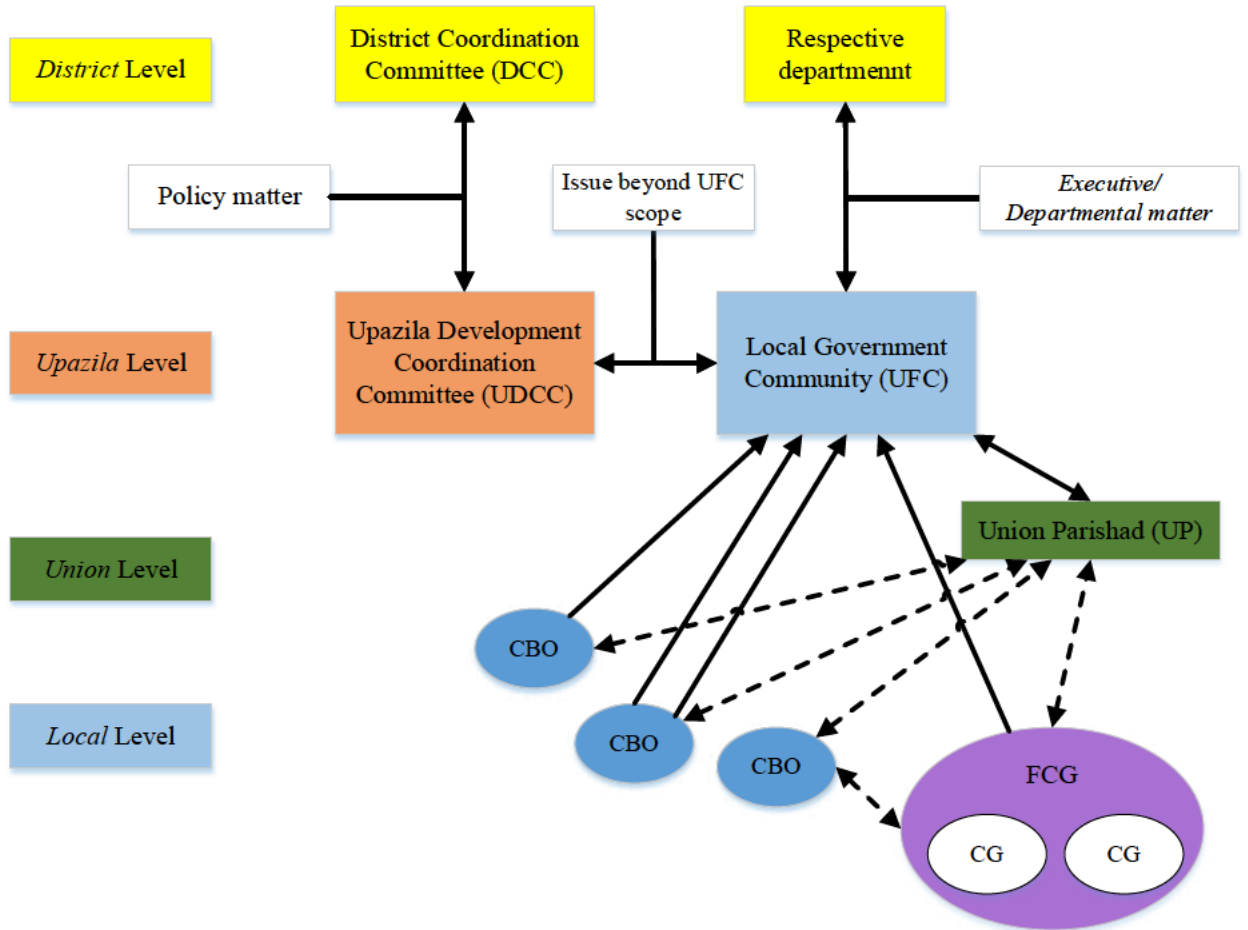 District Level
District Coordination
Committee (DCC)
Respective
departmennt
Policy matter
Issue beyond UFC
scope
Executive/
Departmental matter
Upazila Level
Upazila Development
Coordination
Committee (UDCC)
Local Government
Community (UFC)
Union Level
Union Parishad (UP)
CBO
Local Level
CBO
CBO
FCG
CG
CG